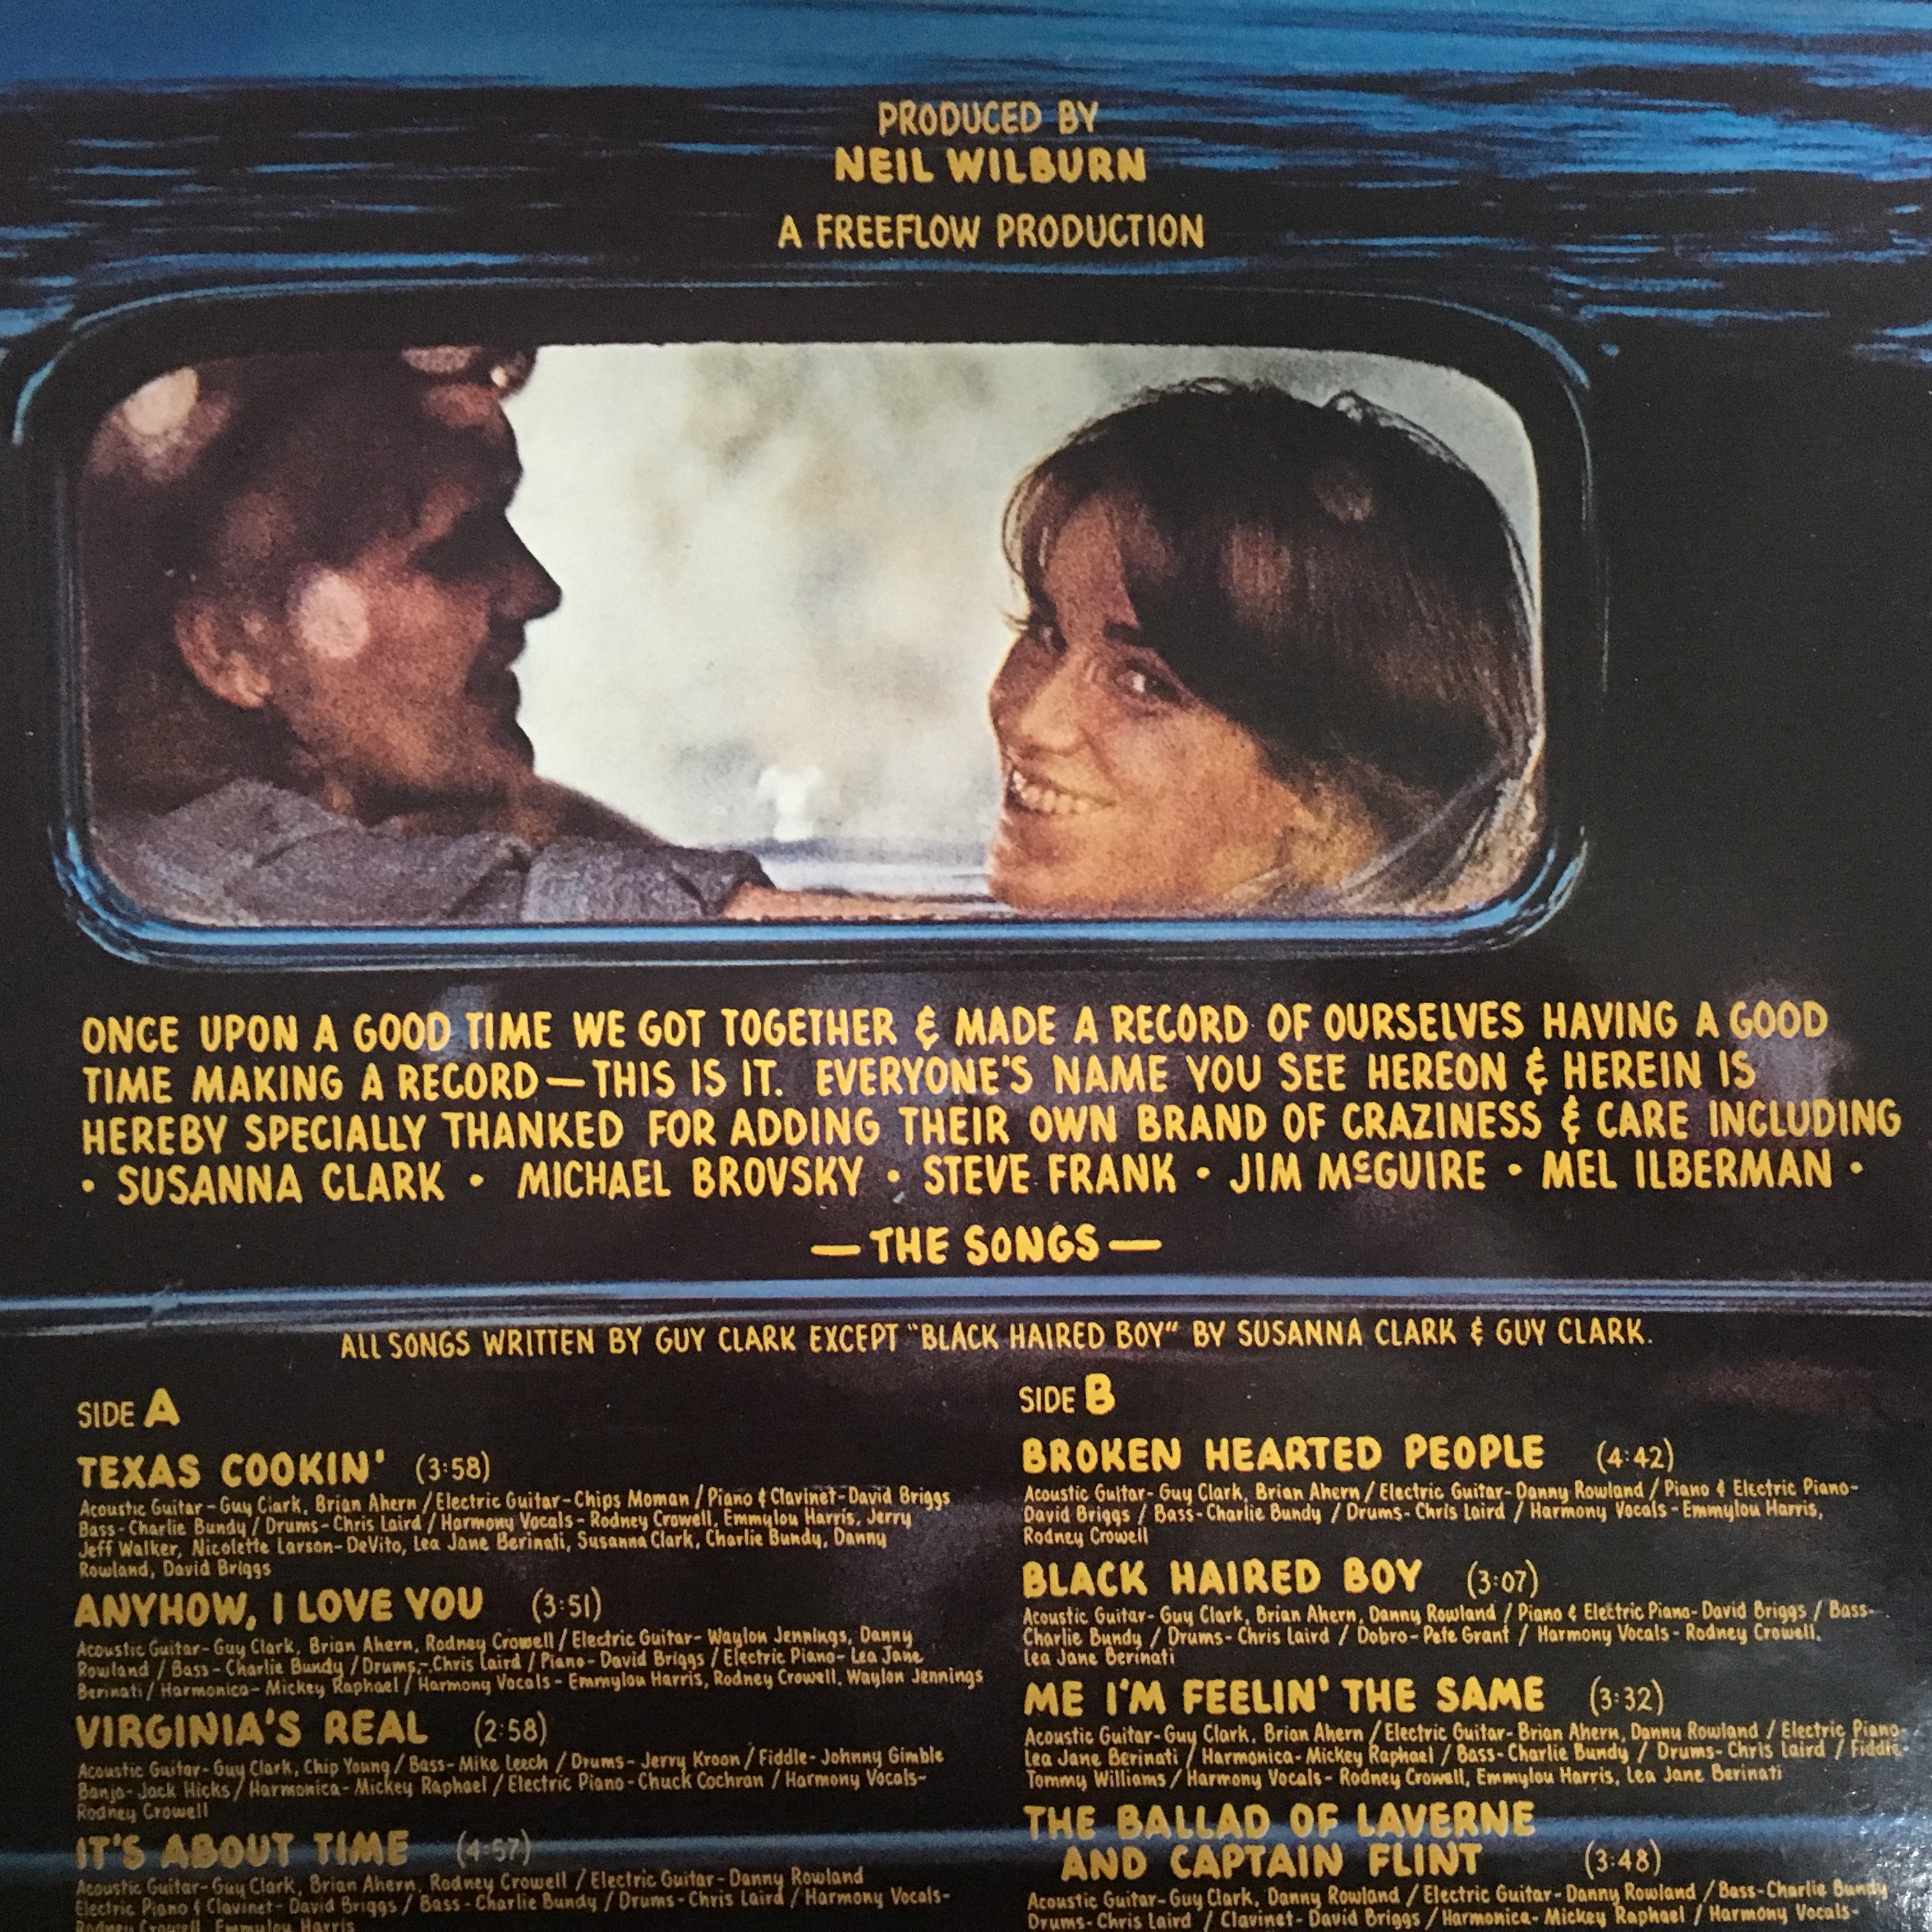 PRODUCED BY
NEIL WILBURN
A FREEFLOW PRODUCTION
ONCE UPON A GOOD TIME WE GOT TOGETHER & MADE A RECORD OF OURSELVES HAVING A GOOD
TIME MAKING A RECORD—THIS IS IT. EVERYONE'S NAME YOU SEE HEREON & HEREIN IS
HEREBY SPECIALLY THANKED FOR ADDING THEIR OWN BRAND OF CRAZINESS & CARE INCLUDING
• SUSANNA CLARK • MICHAEL BROVSKY • STEVE FRANK • JIM McGUIRE • MEL ILBERMAN •
—THE SONGS—
ALL SONGS WRITTEN BY GUY CLARK EXCEPT "BLACK HAIRED BOY" BY SUSANNA CLARK & GUY CLARK.
SIDE A
TEXAS COOKIN' (3:58)
Acoustic Guitar-Guy Clark, Brian Ahern/Electric Guitar-Chips Moman/Piano & Clavinet-David Briggs
Bass-Charlie Bundy/Drums-Chris Laird/Harmony Vocals-Rodney Crowell, Emmylou Harris, Jerry
Jeff Walker, Nicolette Larson-DeVito, Lea Jane Berinati, Susanna Clark, Charlie Bundy, Danny
Rowland, David Briggs
ANYHOW, I LOVE YOU (3:51)
Acoustic Guitar-Guy Clark, Brian Ahern, Rodney Crowell/Electric Guitar-Waylon Jennings, Danny
Rowland/Bass-Charlie Bundy/Drums-Chris Laird/Piano-David Briggs/Electric Piano-Lea Jane
Berinati/Harmonica-Mickey Raphael/Harmony Vocals-Emmylou Harris, Rodney Crowell, Waylon Jennings
VIRGINIA'S REAL (2:58)
Acoustic Guitar-Guy Clark, Chip Young/Bass-Mike Leech/Drums-Jerry Kroon/Fiddle-Johnny Gimble
Banjo-Jack Hicks/Harmonica-Mickey Raphael/Electric Piano-Chuck Cochran/Harmony Vocals-
Rodney Crowell
IT'S ABOUT TIME (4:57)
Acoustic Guitar-Guy Clark, Brian Ahern, Rodney Crowell/Electric Guitar-Danny Rowland
Electric Piano & Clavinet-David Briggs/Bass-Charlie Bundy/Drums-Chris Laird/Harmony Vocals-
Rodney Crowell, Emmylou Harris
SIDE B
BROKEN HEARTED PEOPLE (4:42)
Acoustic Guitar-Guy Clark, Brian Ahern/Electric Guitar-Danny Rowland/Piano & Electric Piano-
David Briggs/Bass-Charlie Bundy/Drums-Chris Laird/Harmony Vocals-Emmylou Harris,
Rodney Crowell
BLACK HAIRED BOY (3:07)
Acoustic Guitar-Guy Clark, Brian Ahern, Danny Rowland/Piano & Electric Piano-David Briggs/Bass-
Charlie Bundy/Drums-Chris Laird/Dobro-Pete Grant/Harmony Vocals-Rodney Crowell,
Lea Jane Berinati
ME I'M FEELIN' THE SAME (3:32)
Acoustic Guitar-Guy Clark, Brian Ahern/Electric Guitar-Brian Ahern, Danny Rowland/Electric Piano-
Lea Jane Berinati/Harmonica-Mickey Raphael/Bass-Charlie Bundy/Drums-Chris Laird/Fiddle-
Tommy Williams/Harmony Vocals-Rodney Crowell, Emmylou Harris, Lea Jane Berinati
THE BALLAD OF LAVERNE
AND CAPTAIN FLINT (3:48)
Acoustic Guitar-Guy Clark, Danny Rowland/Electric Guitar-Danny Rowland/Bass-Charlie Bundy
Drums-Chris Laird/Clavinet-David Briggs/Harmonica-Mickey Raphael/Harmony Vocals-